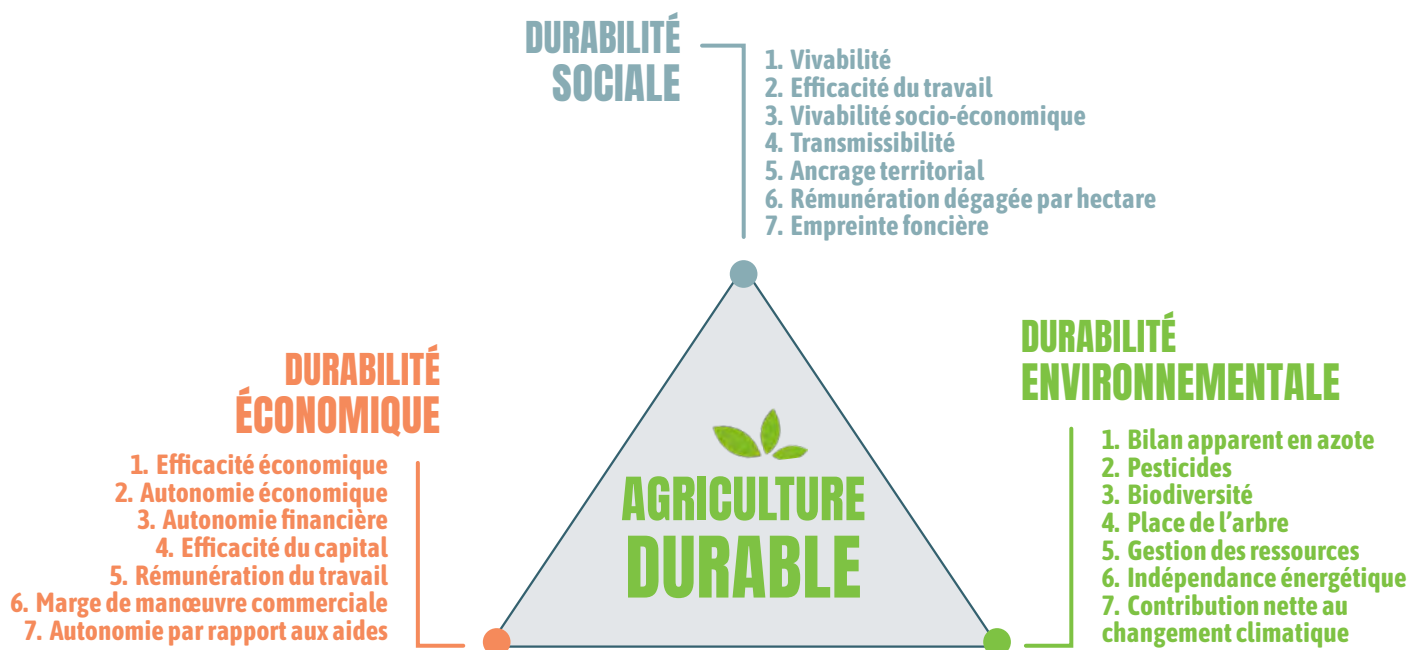 DURABILITÉ
SOCIALE
1. Vivabilité
2. Efficacité du travail
3. Vivabilité socio-économique
4. Transmissibilité
5. Ancrage territorial
6. Rémunération dégagée par hectare
7. Empreinte foncière
DURABILITÉ
ÉCONOMIQUE
1. Efficacité économique
2. Autonomie économique
3. Autonomie financière
4. Efficacité du capital
5. Rémunération du travail
6. Marge de manœuvre commerciale
7. Autonomie par rapport aux aides
AGRICULTURE
DURABLE
DURABILITÉ
ENVIRONNEMENTALE
1. Bilan apparent en azote
2. Pesticides
3. Biodiversité
4. Place de l’arbre
5. Gestion des ressources
6. Indépendance énergétique
7. Contribution nette au
changement climatique